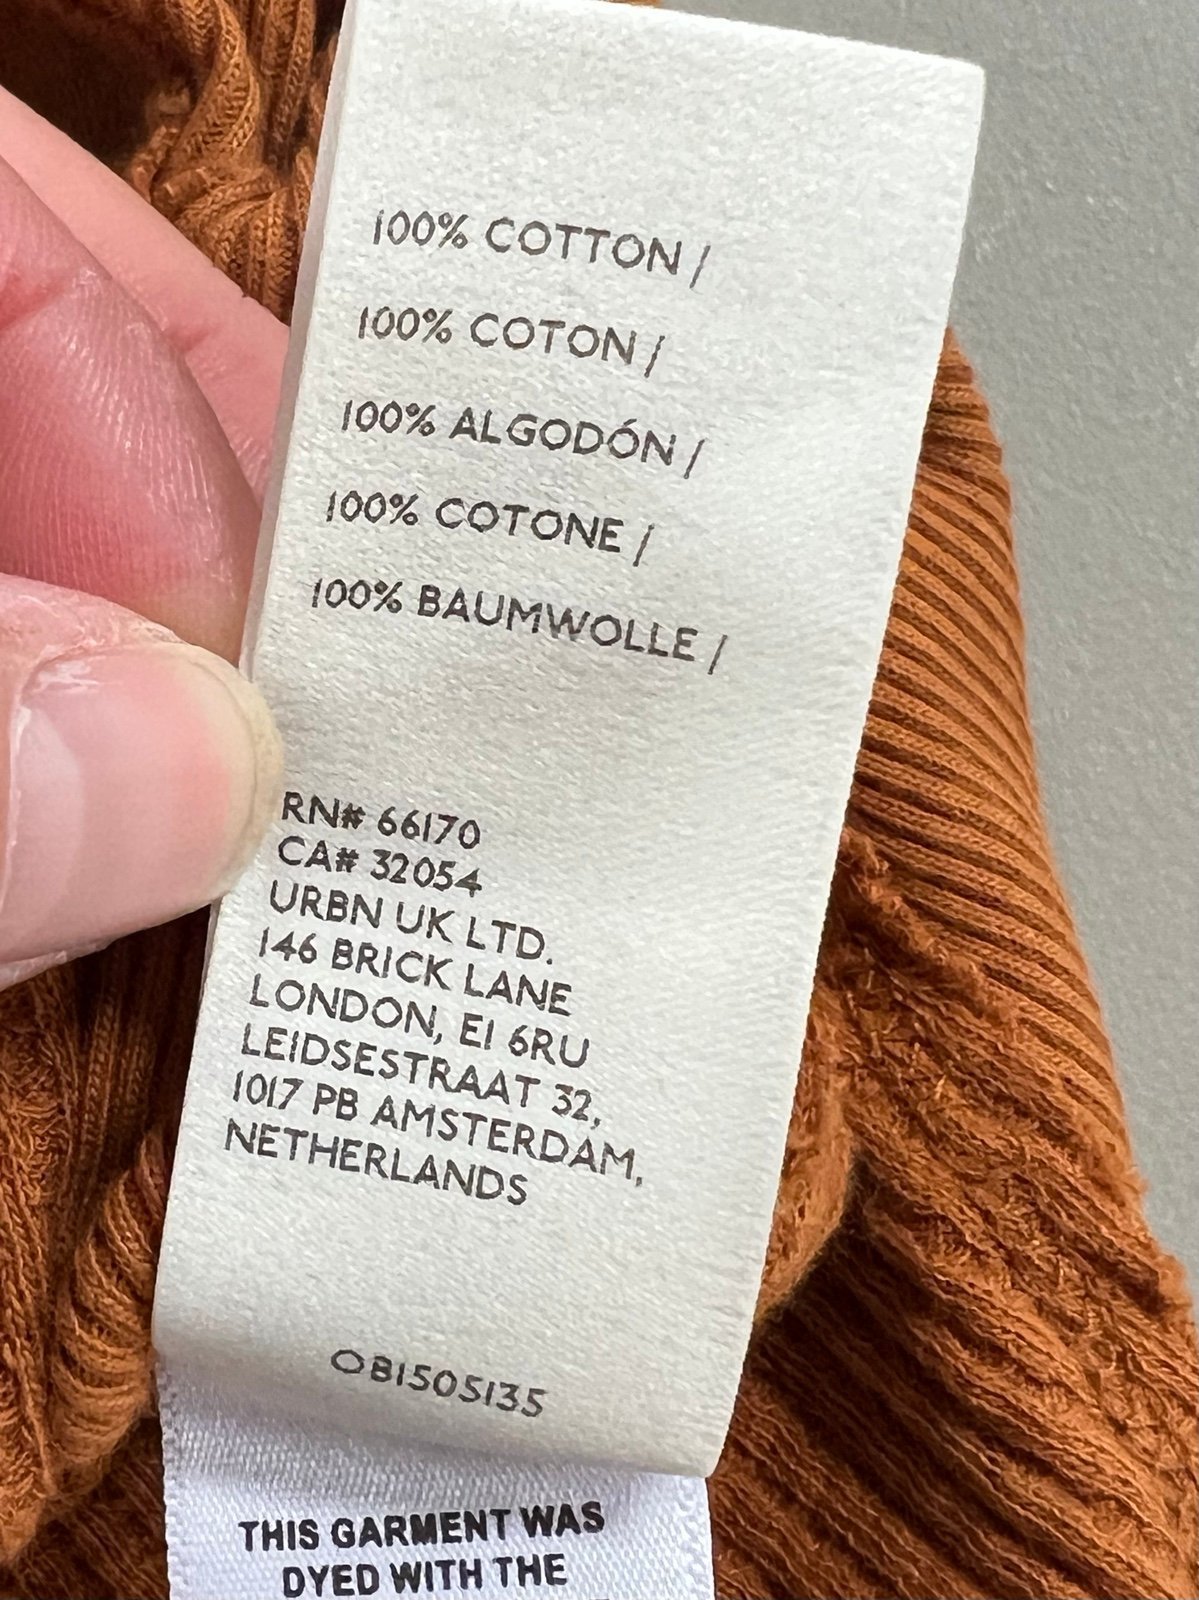 100% COTTON /
100% COTON /
100% ALGODÓN /
100% COTONE /
100% BAUMWOLLE /
RN# 66170
CA# 32054
URBN UK LTD.
146 BRICK LANE
LONDON, E1 6RU
LEIDSESTRAAT 32,
1017 PB AMSTERDAM,
NETHERLANDS
OB1505135
THIS GARMENT WAS
DYED WITH THE